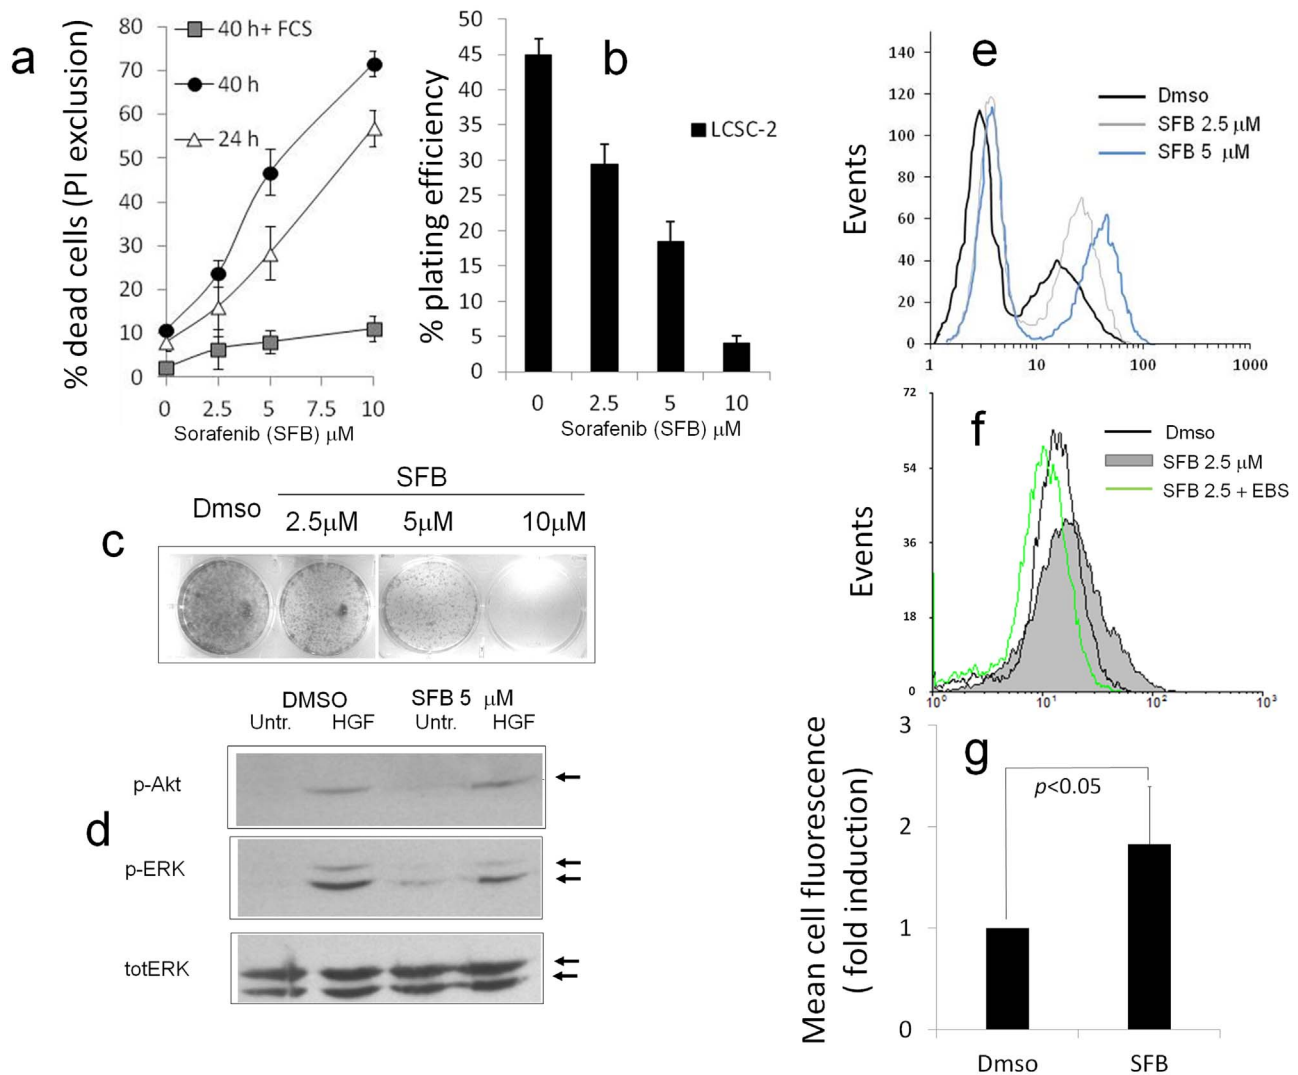 a
% dead cells (PI exclusion)
80
70
60
50
40
30
20
10
0
40 h+ FCS
40 h
24 h
0 2.5 5 7.5 10
Sorafenib (SFB) μM
b
% plating efficiency
50
45
40
35
30
25
20
15
10
5
0
LCSC-2
0 2.5 5 10
Sorafenib (SFB) μM
c
SFB
Dmso
2.5μM 5μM 10μM
d
DMSO SFB 5 μM
Untr. HGF Untr. HGF
p-Akt
p-ERK
totERK
e
Events
140
120
100
80
60
40
20
0
Dmso
SFB 2.5 μM
SFB 5 μM
1 10 100 1000
f
Events
72
54
36
18
0
Dmso
SFB 2.5 μM
SFB 2.5 + EBS
10⁰ 10¹ 10² 10³
g
Mean cell fluorescence
( fold induction)
3
2
1
0
p<0.05
Dmso SFB